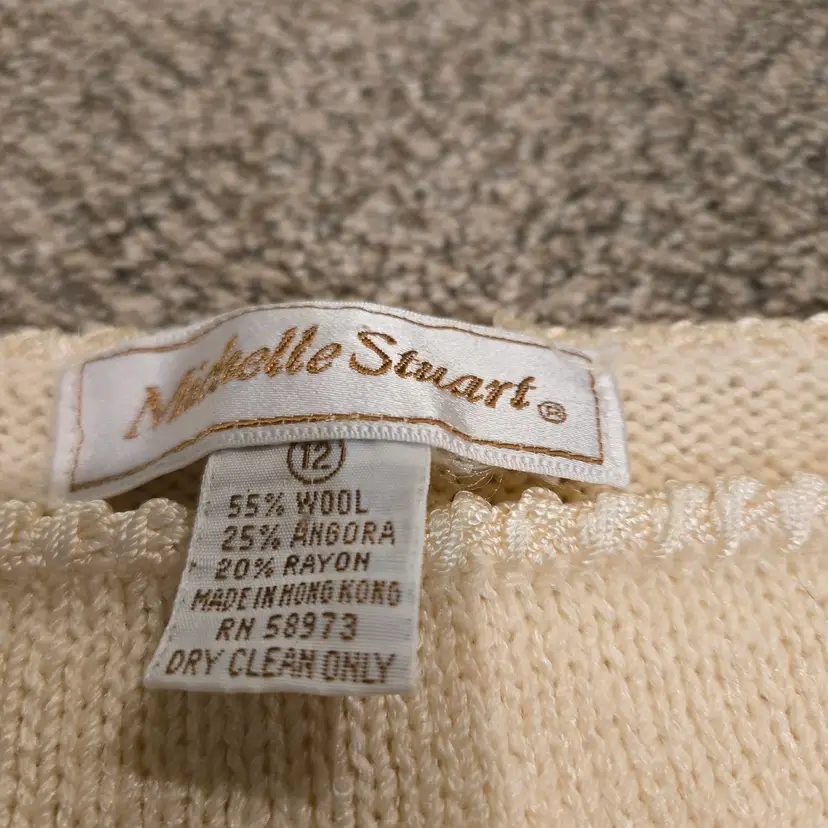 Michelle Stuart ®
12
55% WOOL
25% ANGORA
20% RAYON
MADE IN HONG KONG
RN 58973
DRY CLEAN ONLY